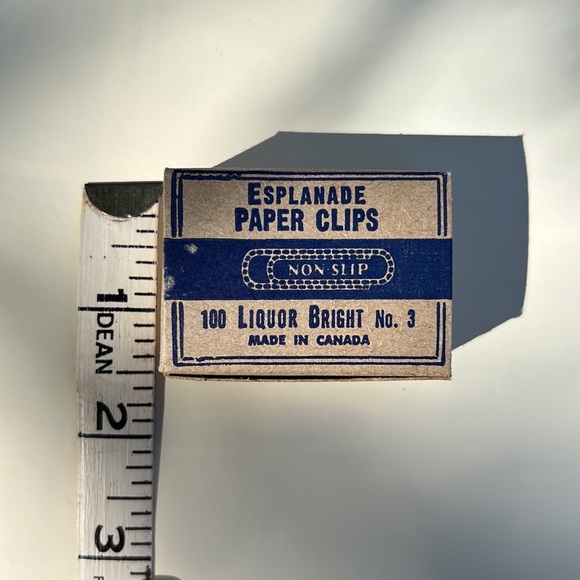 ESPLANADE
PAPER CLIPS
NON-SLIP
100 LIQUOR BRIGHT No. 3
MADE IN CANADA
1
DEAN
2
3